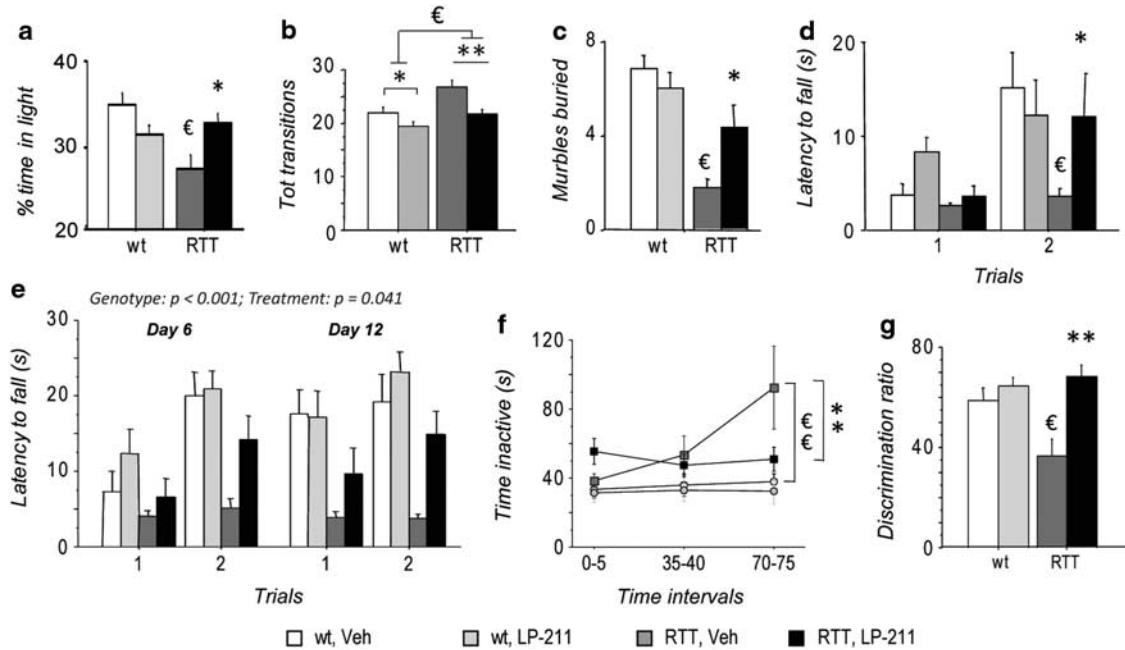 a
% time in light
40
30
20
wt
RTT
€
*
b
Tot transitions
30
20
10
0
wt
RTT
€
*
**
c
Murbles buried
8
4
0
wt
RTT
€
*
d
Latency to fall (s)
20
10
0
1
2
Trials
€
*
e
Genotype: p < 0.001; Treatment: p = 0.041
Day 6
Day 12
Latency to fall (s)
50
40
30
20
10
0
1
2
1
2
Trials
f
Time inactive (s)
120
80
40
0
0-5
35-40
70-75
Time intervals
€€
**
g
Discrimination ratio
80
40
0
wt
RTT
€
**
wt, Veh
wt, LP-211
RTT, Veh
RTT, LP-211